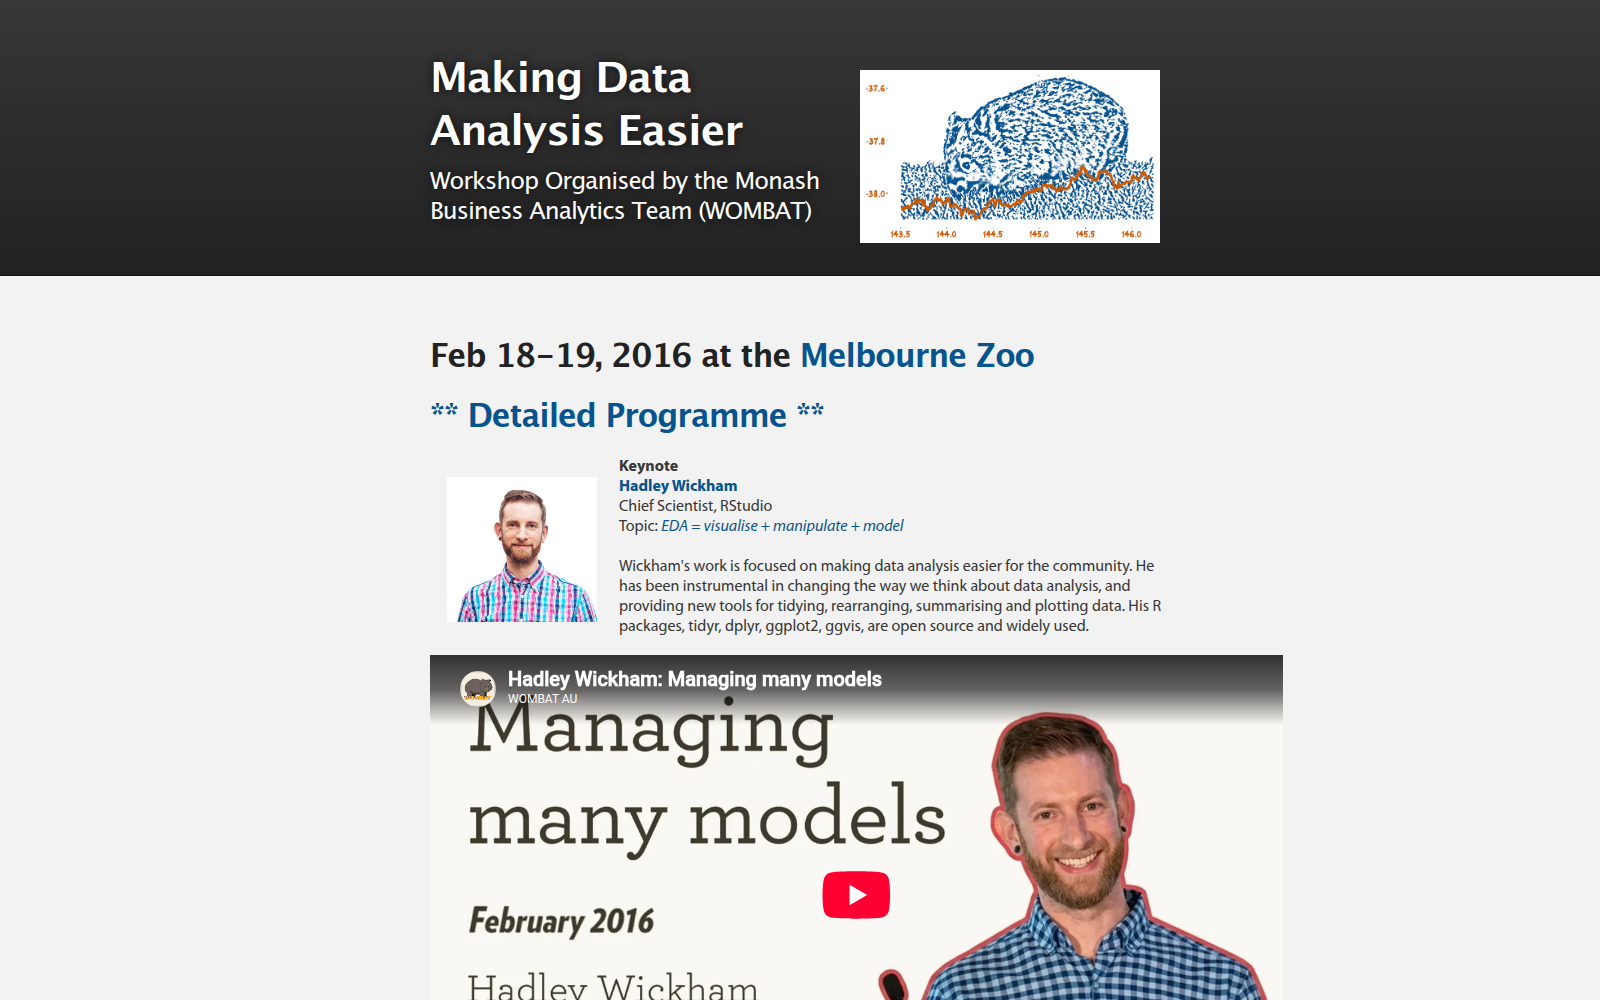 Making Data
Analysis Easier
Workshop Organised by the Monash
Business Analytics Team (WOMBAT)
-37.6
-37.8
-38.0
143.5 144.0 144.5 145.0 145.5 146.0
Feb 18–19, 2016 at the Melbourne Zoo
** Detailed Programme **
Keynote
Hadley Wickham
Chief Scientist, RStudio
Topic: EDA = visualise + manipulate + model
Wickham's work is focused on making data analysis easier for the community. He
has been instrumental in changing the way we think about data analysis, and
providing new tools for tidying, rearranging, summarising and plotting data. His R
packages, tidyr, dplyr, ggplot2, ggvis, are open source and widely used.
Hadley Wickham: Managing many models
WOMBAT AU
Managing
many models
February 2016
Hadley Wickham